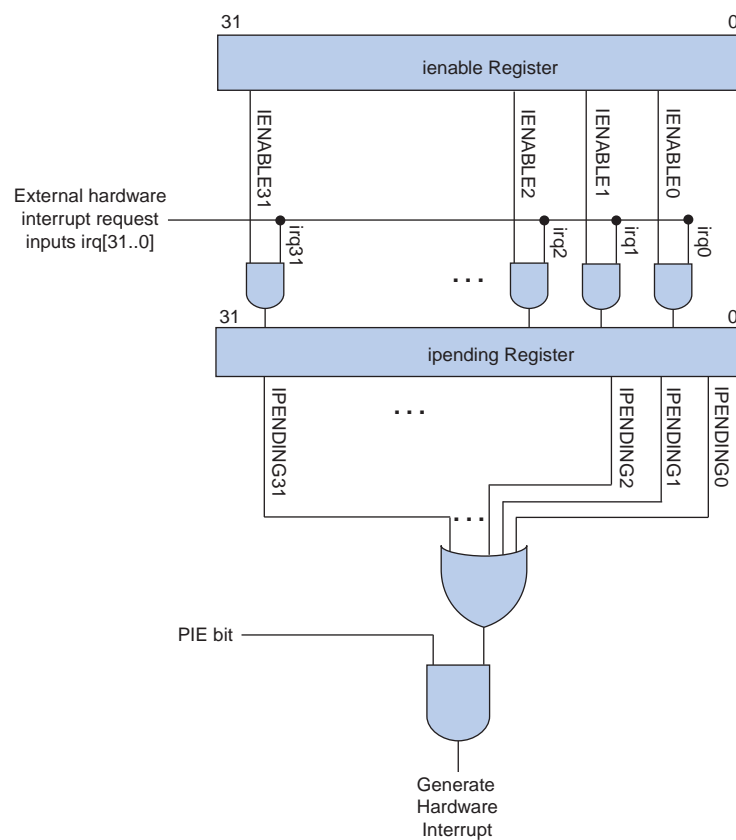 31
0
ienable Register
IENABLE31
IENABLE2
IENABLE1
IENABLE0
External hardware
interrupt request
inputs irq[31..0]
irq31
irq2
irq1
irq0
. . .
31
0
ipending Register
IPENDING31
. . .
IPENDING2
IPENDING1
IPENDING0
. . .
PIE bit
Generate
Hardware
Interrupt